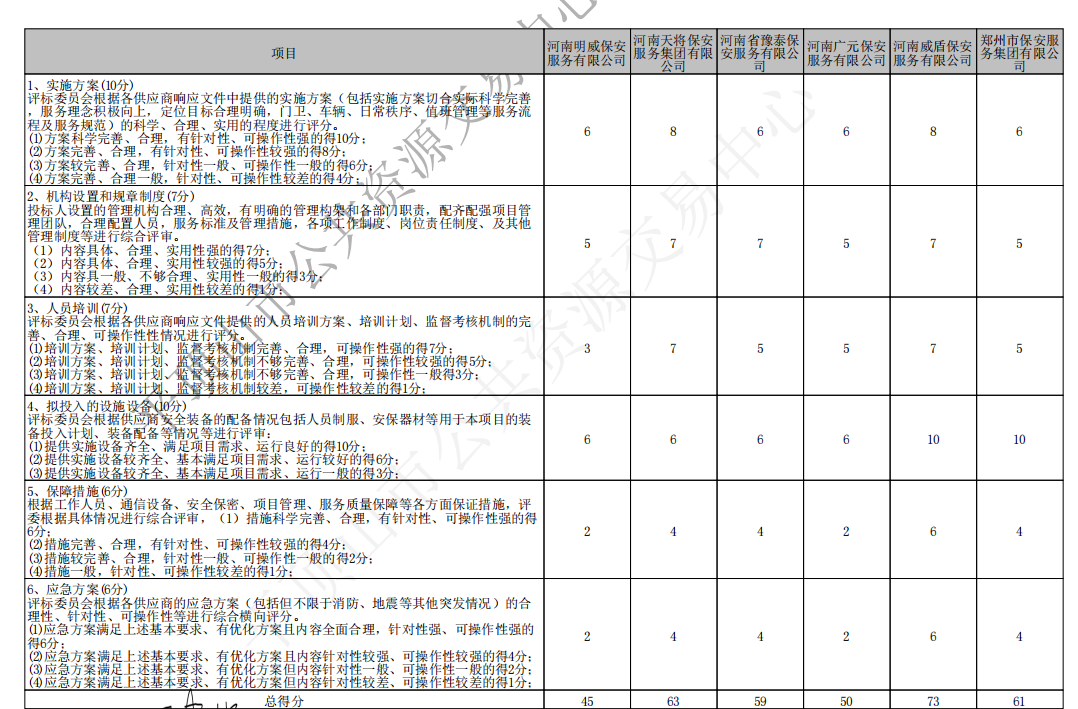 项目
河南明威保安
服务有限公司
河南天将保安
服务集团有限
公司
河南省豫泰保
安服务有限公
司
河南广元保安
服务有限公司
河南威盾保安
服务有限公司
郑州市保安服
务集团有限公
司
1、实施方案(10分)
评标委员会根据各供应商响应文件中提供的实施方案（包括实施方案切合实际科学完善
，服务理念积极向上，定位目标合理明确，门卫、车辆、日常秩序、值班管理等服务流
程及服务规范）的科学、合理、实用的程度进行评分。
(1)方案科学完善、合理，有针对性、可操作性强的得10分；
(2)方案完善、合理，有针对性、可操作性较强的得8分；
(3)方案较完善、合理，针对性一般、可操作性一般的得6分；
(4)方案完善、合理一般，针对性、可操作性较差的得4分；
6 8 6 6 8 6
2、机构设置和规章制度(7分)
投标人设置的管理机构合理、高效，有明确的管理构架和各部门职责，配齐配强项目管
理团队，合理配置人员，服务标准及管理措施，各项工作制度、岗位责任制度、及其他
管理制度等进行综合评审。
（1）内容具体、合理、实用性强的得7分；
（2）内容具体、合理、实用性较强的得5分；
（3）内容具一般、不够合理、实用性一般的得3分；
（4）内容较差、合理、实用性较差的得1分；
5 7 7 5 7 5
3、人员培训(7分)
评标委员会根据各供应商响应文件提供的人员培训方案、培训计划、监督考核机制的完
善、合理、可操作性性情况进行评分。
(1)培训方案、培训计划、监督考核机制完善、合理，可操作性强的得7分；
(2)培训方案、培训计划、监督考核机制不够完善、合理，可操作性较强的得5分；
(3)培训方案、培训计划、监督考核机制不够完善、合理，可操作性一般得3分；
(4)培训方案、培训计划、监督考核机制较差，可操作性较差的得1分；
3 7 5 5 7 5
4、拟投入的设施设备(10分)
评标委员会根据供应商安全装备的配备情况包括人员制服、安保器材等用于本项目的装
备投入计划、装备配备等情况等进行评审：
(1)提供实施设备齐全、满足项目需求、运行良好的得10分；
(2)提供实施设备较齐全、基本满足项目需求、运行较好的得6分；
(3)提供实施设备较齐全、基本满足项目需求、运行一般的得3分；
6 6 6 6 10 10
5、保障措施(6分)
根据工作人员、通信设备、安全保密、项目管理、服务质量保障等各方面保证措施，评
委根据具体情况进行综合评审，（1）措施科学完善、合理，有针对性、可操作性强的得
6分；
(2)措施完善、合理，有针对性、可操作性较强的得4分；
(3)措施较完善、合理，针对性一般、可操作性一般的得2分；
(4)措施一般，针对性、可操作性较差的得1分；
2 4 4 2 6 4
6、应急方案(6分)
评标委员会根据各供应商的应急方案（包括但不限于消防、地震等其他突发情况）的合
理性、针对性、可操作性等进行综合横向评分。
(1)应急方案满足上述基本要求、有优化方案且内容全面合理，针对性强、可操作性强的
得6分；
(2)应急方案满足上述基本要求、有优化方案且内容针对性较强、可操作性较强的得4分；
(3)应急方案满足上述基本要求、有优化方案但内容针对性一般、可操作性一般的得2分；
(4)应急方案满足上述基本要求、有优化方案但内容针对性较差、可操作性较差的得1分；
2 4 4 2 6 4
总得分 45 63 59 50 73 61
平顶山市公共资源交易中心
平顶山市公共资源交易中心